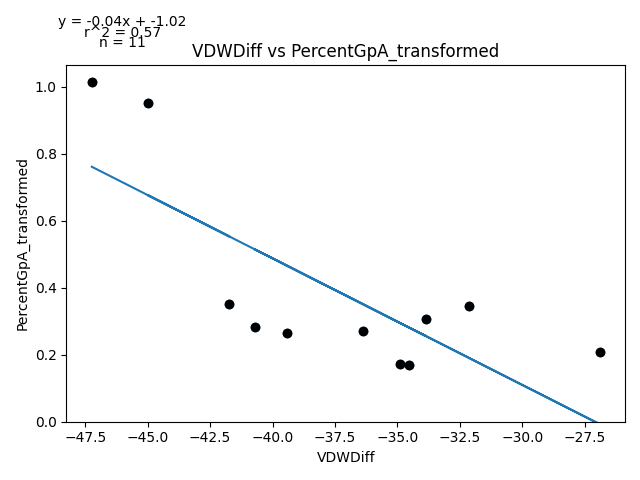 y = -0.04x + -1.02
r^2 = 0.57
n = 11
VDWDiff vs PercentGpA_transformed
1.0
0.8
0.6
0.4
0.2
0.0
PercentGpA_transformed
−47.5 −45.0 −42.5 −40.0 −37.5 −35.0 −32.5 −30.0 −27.5
VDWDiff